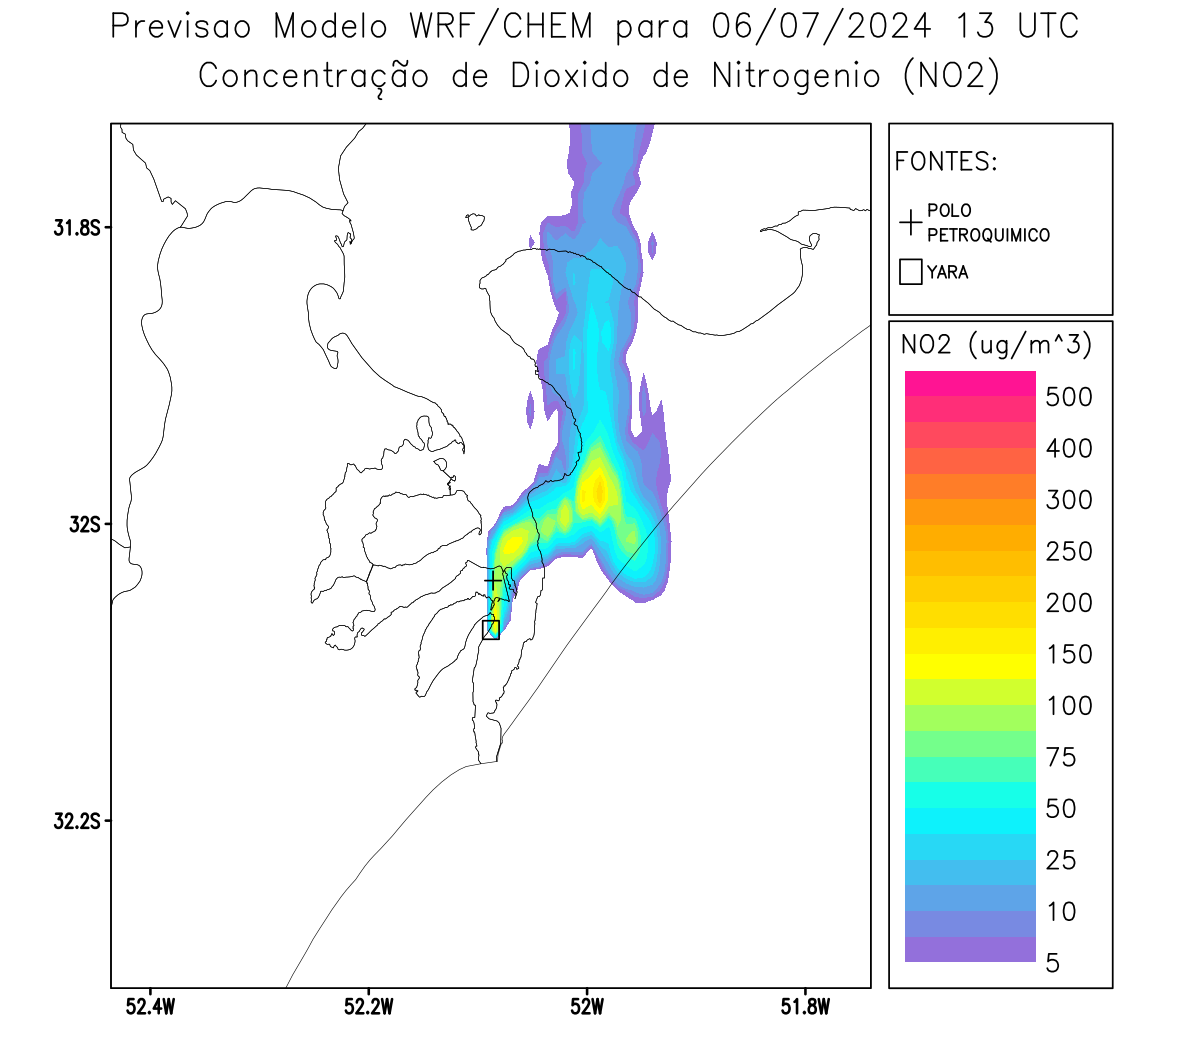 Previsao Modelo WRF/CHEM para 06/07/2024 13 UTC
Concentração de Dioxido de Nitrogenio (NO2)
FONTES:
POLO
PETROQUIMICO
YARA
NO2 (ug/m^3)
500
400
300
250
200
150
100
75
50
25
10
5
31.8S
32S
32.2S
52.4W
52.2W
52W
51.8W